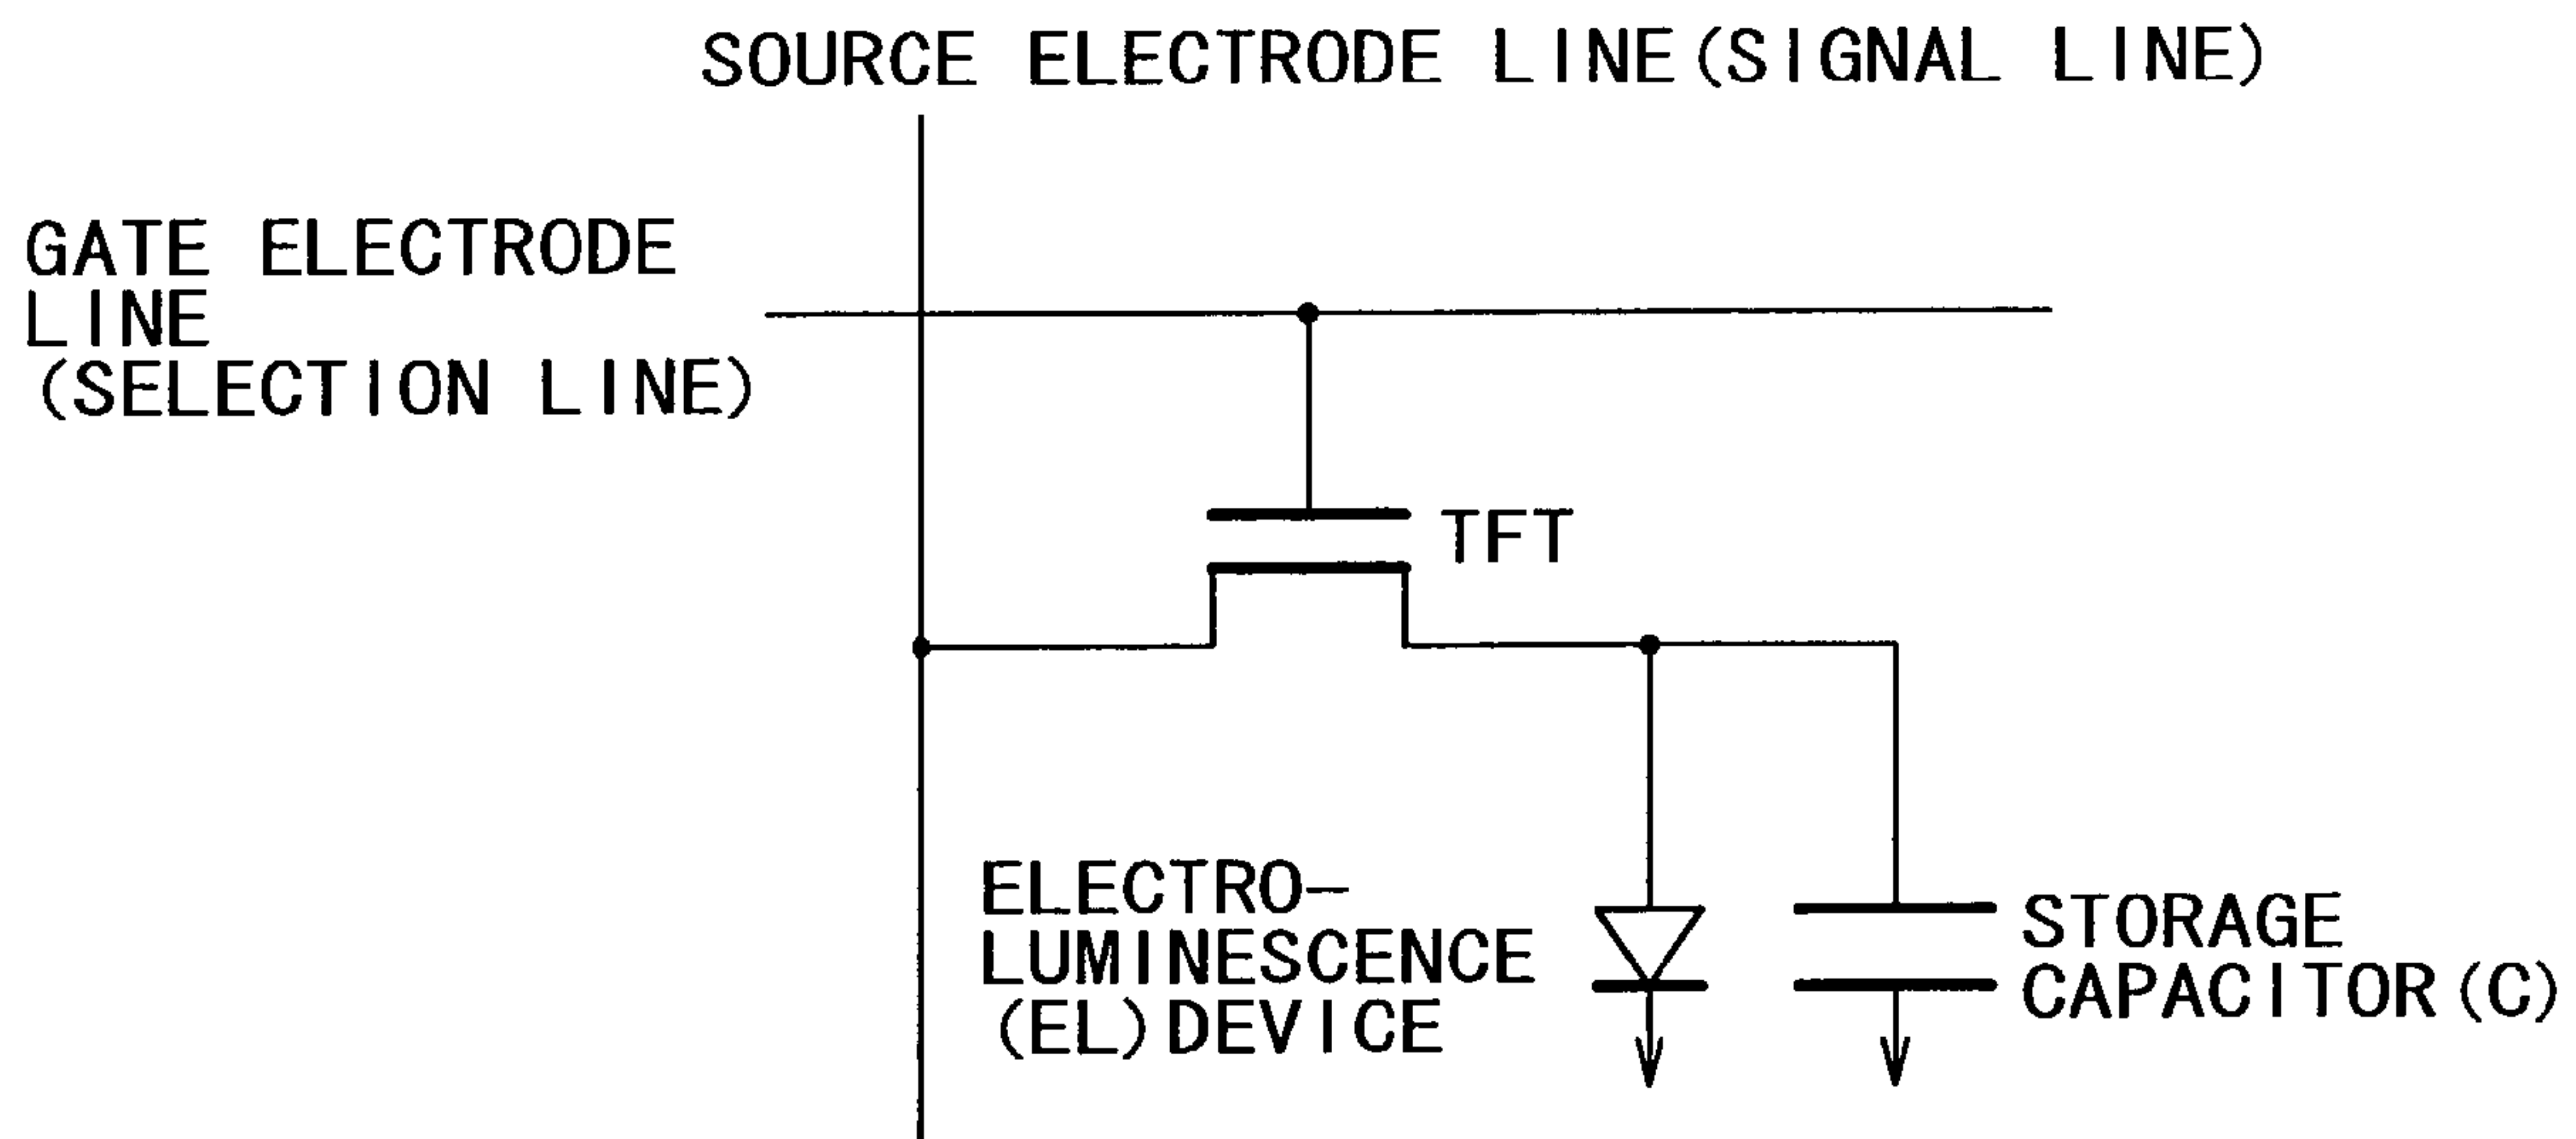 SOURCE ELECTRODE LINE(SIGNAL LINE)
GATE ELECTRODE
LINE
(SELECTION LINE)
TFT
ELECTRO-
LUMINESCENCE
(EL)DEVICE
STORAGE
CAPACITOR(C)